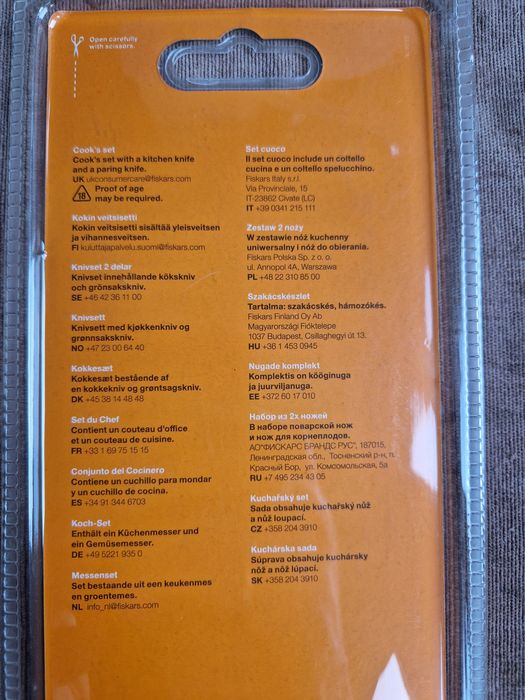 Open carefully
with scissors.
Cook's set
Cook's set with a kitchen knife
and a paring knife.
UK ukconsumercare@fiskars.com
18 Proof of age
may be required.
Kokin veitsisetti
Kokin veitsisetti sisältää yleisveitsen
ja vihannesveitsen.
FI kuluttajapalvelu.suomi@fiskars.com
Knivset 2 delar
Knivset innehållande kökskniv
och grönsakskniv.
SE +46 42 36 11 00
Knivsett
Knivsett med kjøkkenkniv og
grønnsakskniv.
NO +47 23 00 64 40
Kokkesæt
Kokkesæt bestående af
en kokkekniv og grøntsagskniv.
DK +45 38 14 48 48
Set du Chef
Contient un couteau d'office
et un couteau de cuisine.
FR +33 1 69 75 15 15
Conjunto del Cocinero
Contiene un cuchillo para mondar
y un cuchillo de cocina.
ES +34 91 344 6703
Koch-Set
Enthält ein Küchenmesser und
ein Gemüsemesser.
DE +49 5221 935 0
Messenset
Set bestaande uit een keukenmes
en groentemes.
NL info_nl@fiskars.com
Set cuoco
Il set cuoco include un coltello
cucina e un coltello spelucchino.
Fiskars Italy s.r.l.
Via Provinciale, 15
IT-23862 Civate (LC)
IT +39 0341 215 111
Zestaw 2 noży
W zestawie nóż kuchenny
uniwersalny i nóż do obierania.
Fiskars Polska Sp. z o. o.
ul. Annopol 4A, Warszawa
PL +48 22 310 85 00
Szakácskészlet
Tartalma: szakácskés, hámozókés.
Fiskars Finland Oy Ab
Magyarországi Fióktelepe
1037 Budapest, Csillaghegyi út 13.
HU +36 1 453 0945
Nugade komplekt
Komplektis on kööginuga
ja juurviljanuga.
EE +372 60 17 010
Набор из 2х ножей
В наборе поварской нож
и нож для корнеплодов.
АО"ФИСКАРС БРАНДС РУС", 187015,
Ленинградская обл., Тосненский р-н, п.
Красный Бор, ул. Комсомольская, 5а
RU +7 495 234 43 05
Kuchařský set
Sada obsahuje kuchařský nůž
a nůž loupací.
CZ +358 204 3910
Kuchárska sada
Súprava obsahuje kuchársky
nôž a nôž lúpací.
SK +358 204 3910